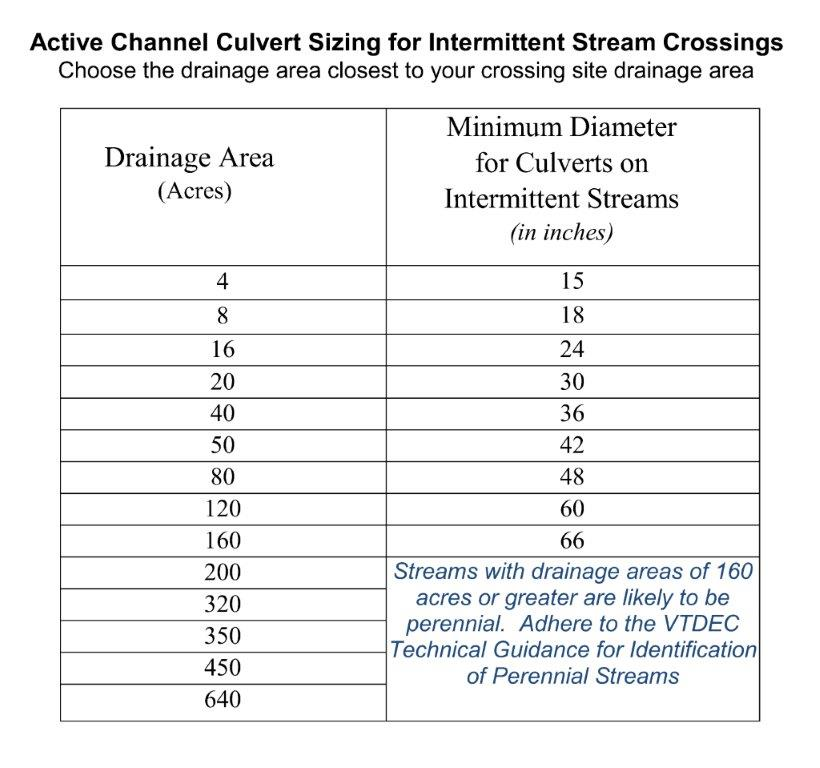 Active Channel Culvert Sizing for Intermittent Stream Crossings
Choose the drainage area closest to your crossing site drainage area
Drainage Area
(Acres)
Minimum Diameter
for Culverts on
Intermittent Streams
(in inches)
4 15
8 18
16 24
20 30
40 36
50 42
80 48
120 60
160 66
200
320
350
450
640
Streams with drainage areas of 160
acres or greater are likely to be
perennial. Adhere to the VTDEC
Technical Guidance for Identification
of Perennial Streams